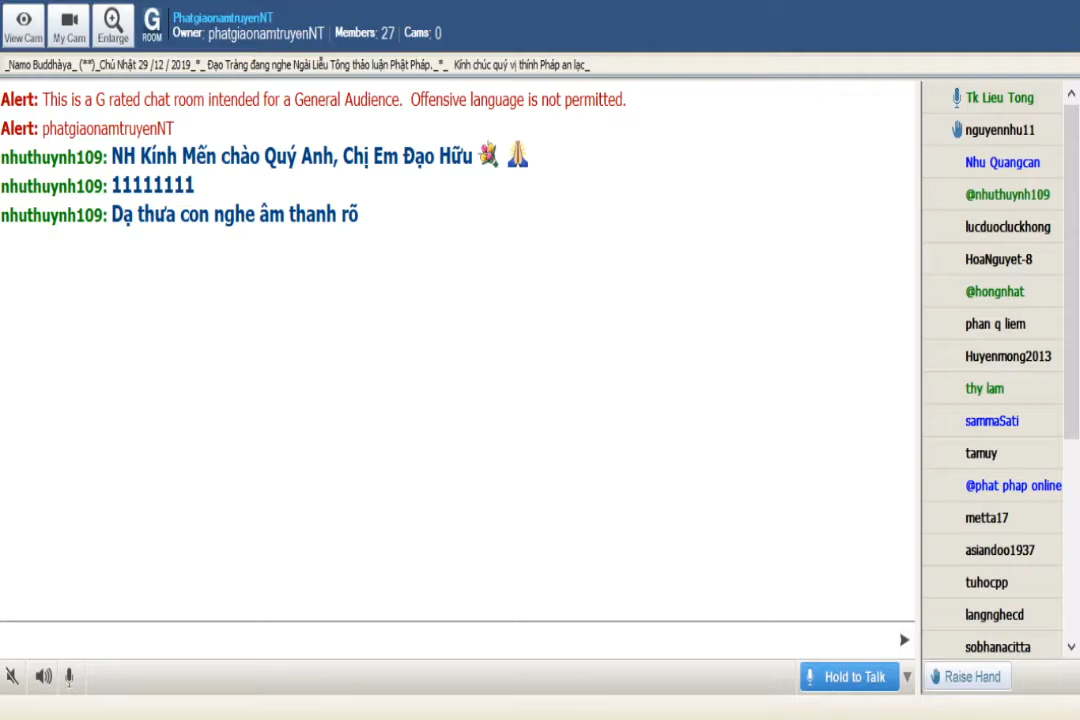 View Cam
My Cam
Enlarge
G
ROOM
PhatgiaonamtruyenNT
Owner: phatgiaonamtruyenNT | Members: 27 | Cams: 0
_Namo Buddhàya_ (**)_Chủ Nhật 29 /12 / 2019_*_ Đạo Tràng đang nghe Ngài Liễu Tông thảo luận Phật Pháp._*_ Kính chúc quý vị thính Pháp an lạc_
Alert: This is a G rated chat room intended for a General Audience. Offensive language is not permitted.
Alert: phatgiaonamtruyenNT
nhuthuynh109: NH Kính Mến chào Quý Anh, Chị Em Đạo Hữu 💐 🙏
nhuthuynh109: 11111111
nhuthuynh109: Dạ thưa con nghe âm thanh rõ
Tk Lieu Tong
nguyennhu11
Nhu Quangcan
@nhuthuynh109
lucduocluckhong
HoaNguyet-8
@hongnhat
phan q liem
Huyenmong2013
thy lam
sammaSati
tamuy
@phat phap online
metta17
asiandoo1937
tuhocpp
langnghecd
sobhanacitta
Hold to Talk
Raise Hand